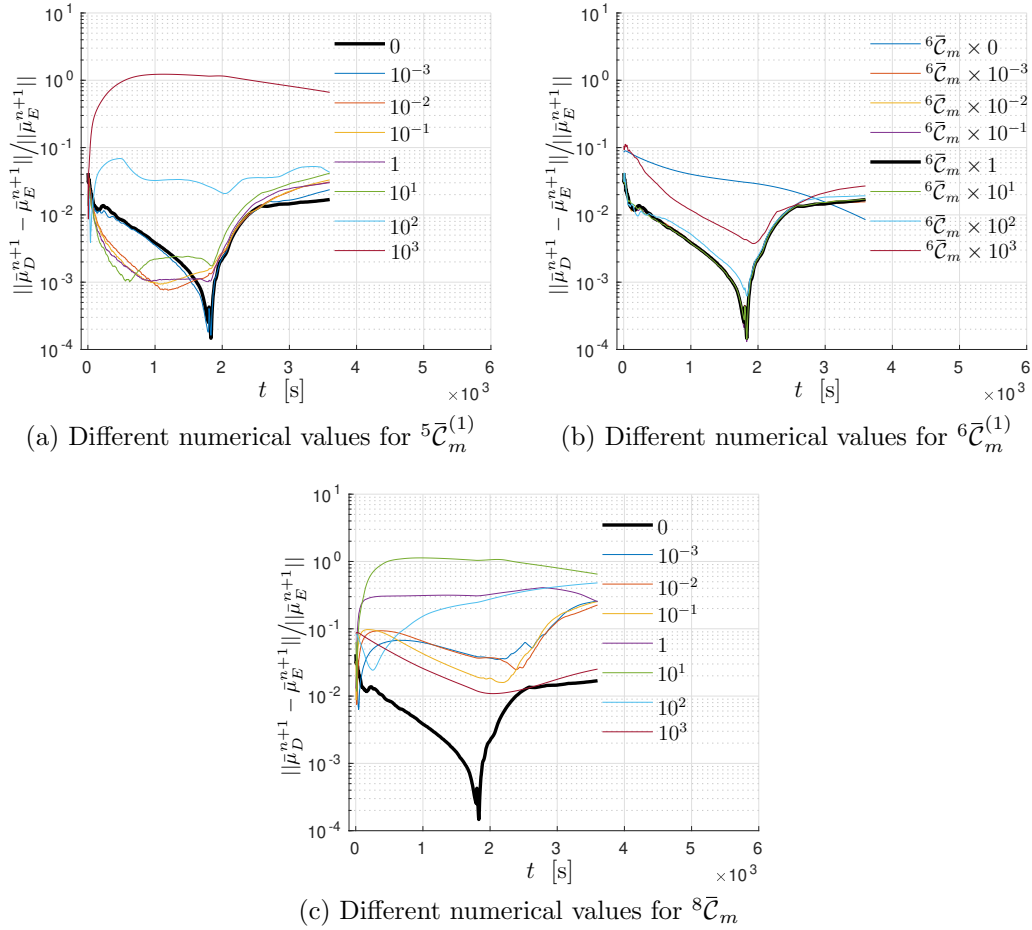 10^1
10^0
10^-1
10^-2
10^-3
10^-4
||μ̄_D^{n+1} − μ̄_E^{n+1}||/||μ̄_E^{n+1}||
0
10^-3
10^-2
10^-1
1
10^1
10^2
10^3
0 1 2 3 4 5 6
t [s]
×10^3
(a) Different numerical values for ^5C̄_m^{(1)}
10^1
10^0
10^-1
10^-2
10^-3
10^-4
||μ̄_D^{n+1} − μ̄_E^{n+1}||/||μ̄_E^{n+1}||
^6C̄_m × 0
^6C̄_m × 10^-3
^6C̄_m × 10^-2
^6C̄_m × 10^-1
^6C̄_m × 1
^6C̄_m × 10^1
^6C̄_m × 10^2
^6C̄_m × 10^3
0 1 2 3 4 5 6
t [s]
×10^3
(b) Different numerical values for ^6C̄_m^{(1)}
10^1
10^0
10^-1
10^-2
10^-3
10^-4
||μ̄_D^{n+1} − μ̄_E^{n+1}||/||μ̄_E^{n+1}||
0
10^-3
10^-2
10^-1
1
10^1
10^2
10^3
0 1 2 3 4 5 6
t [s]
×10^3
(c) Different numerical values for ^8C̄_m